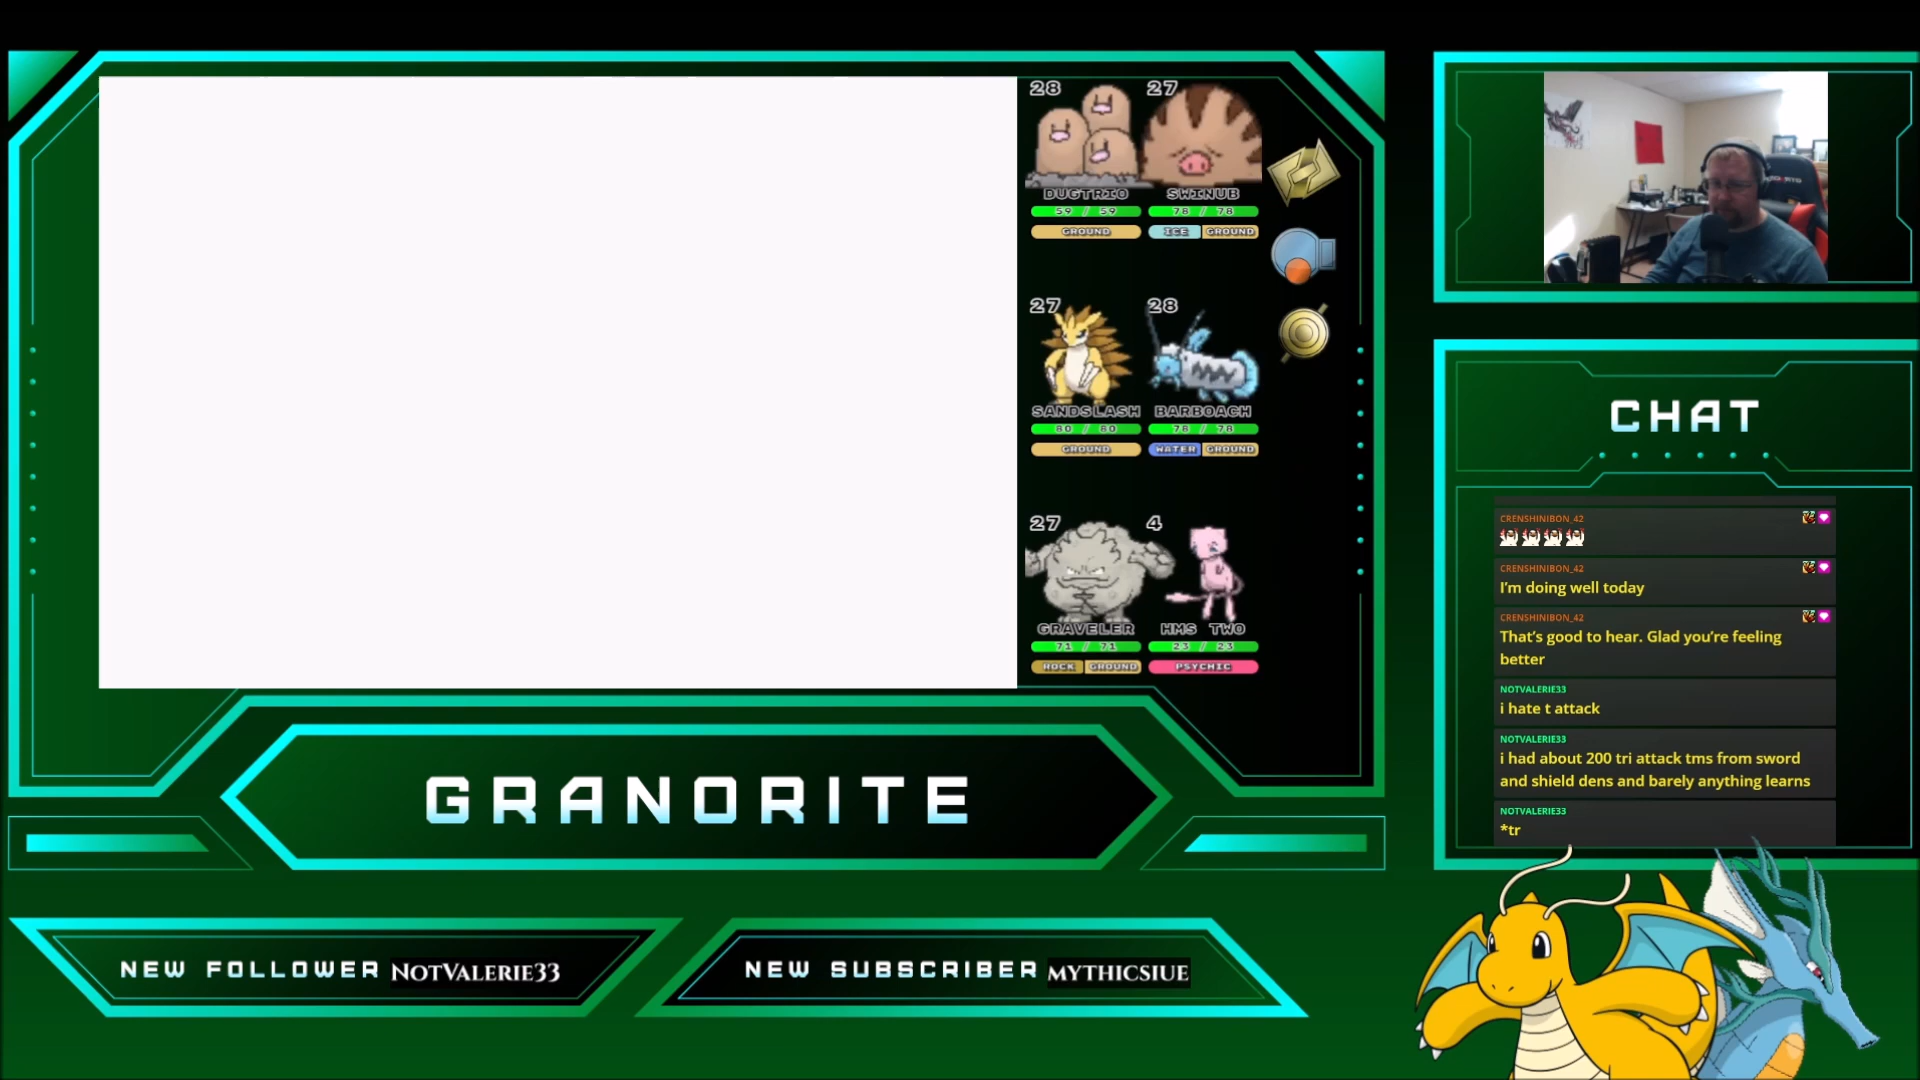 28
27
DUGTRIO
SWINUB
59 / 59
78 / 78
GROUND
ICE GROUND
27
28
SANDSLASH
BARBOACH
80 / 80
78 / 78
GROUND
WATER GROUND
27
4
GRAVELER
HMS TWO
71 / 71
23 / 23
ROCK GROUND
PSYCHIC
GRANORITE
NEW FOLLOWER NOTVALERIE33
NEW SUBSCRIBER MYTHICSIUE
CHAT
CRENSHINIBON_42
CRENSHINIBON_42
I'm doing well today
CRENSHINIBON_42
That's good to hear. Glad you're feeling
better
NOTVALERIE33
i hate t attack
NOTVALERIE33
i had about 200 tri attack tms from sword
and shield dens and barely anything learns
NOTVALERIE33
*tr